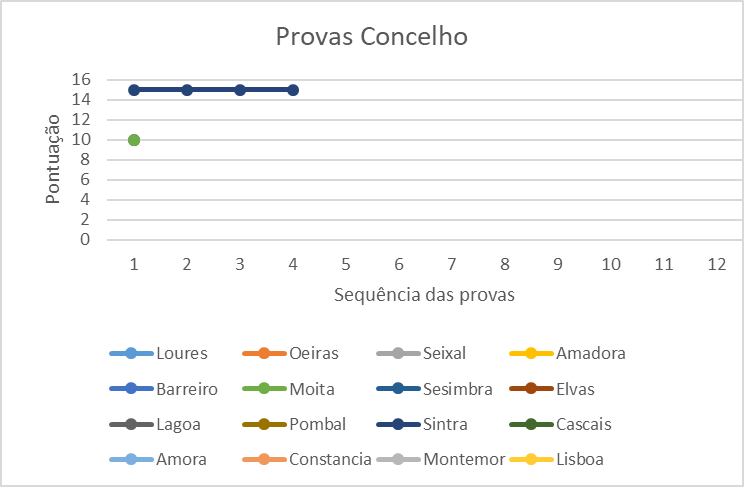 Provas Concelho
16
14
12
10
8
6
4
2
0
Pontuação
1 2 3 4 5 6 7 8 9 10 11 12
Sequência das provas
Loures Oeiras Seixal Amadora
Barreiro Moita Sesimbra Elvas
Lagoa Pombal Sintra Cascais
Amora Constancia Montemor Lisboa